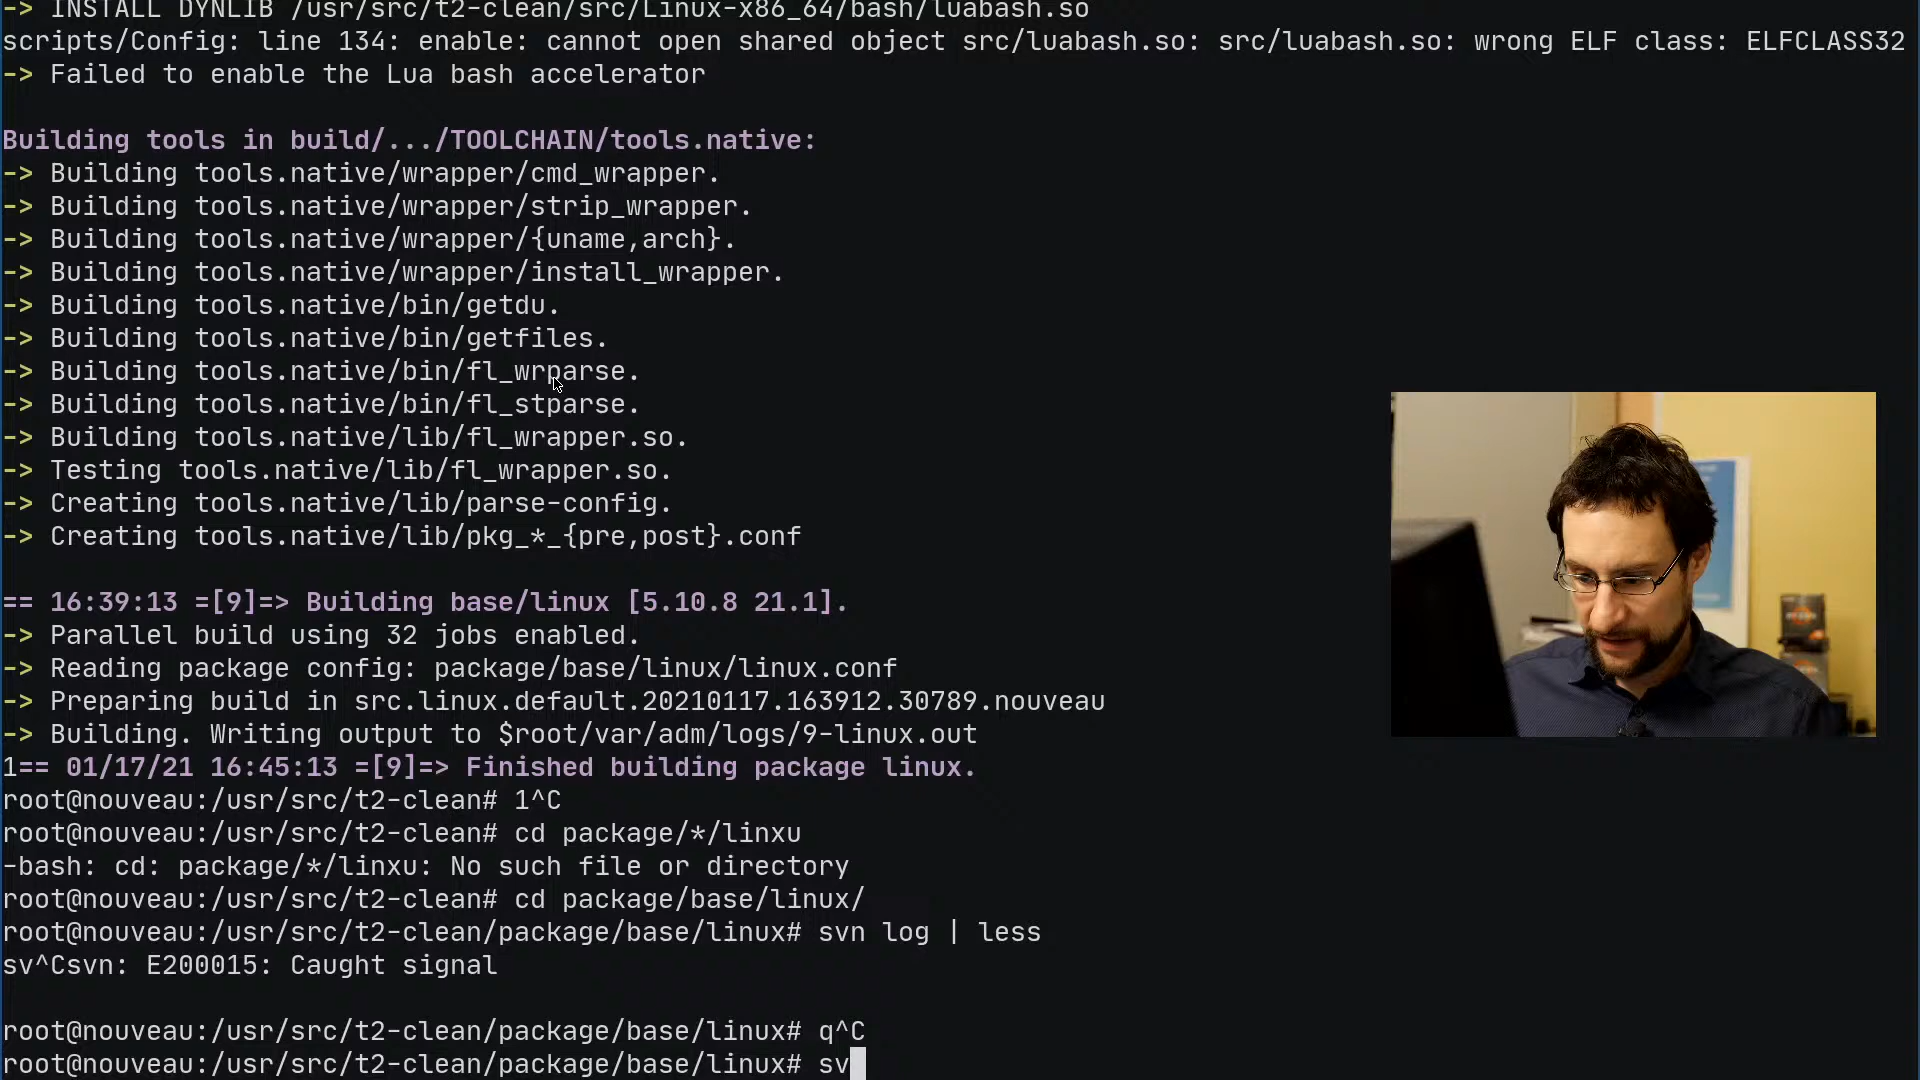 -> INSTALL DYNLIB /usr/src/t2-clean/src/Linux-x86_64/bash/luabash.so
scripts/Config: line 134: enable: cannot open shared object src/luabash.so: src/luabash.so: wrong ELF class: ELFCLASS32
-> Failed to enable the Lua bash accelerator
Building tools in build/.../TOOLCHAIN/tools.native:
-> Building tools.native/wrapper/cmd_wrapper.
-> Building tools.native/wrapper/strip_wrapper.
-> Building tools.native/wrapper/{uname,arch}.
-> Building tools.native/wrapper/install_wrapper.
-> Building tools.native/bin/getdu.
-> Building tools.native/bin/getfiles.
-> Building tools.native/bin/fl_wrparse.
-> Building tools.native/bin/fl_stparse.
-> Building tools.native/lib/fl_wrapper.so.
-> Testing tools.native/lib/fl_wrapper.so.
-> Creating tools.native/lib/parse-config.
-> Creating tools.native/lib/pkg_*_{pre,post}.conf
== 16:39:13 =[9]=> Building base/linux [5.10.8 21.1].
-> Parallel build using 32 jobs enabled.
-> Reading package config: package/base/linux/linux.conf
-> Preparing build in src.linux.default.20210117.163912.30789.nouveau
-> Building. Writing output to $root/var/adm/logs/9-linux.out
1== 01/17/21 16:45:13 =[9]=> Finished building package linux.
root@nouveau:/usr/src/t2-clean# 1^C
root@nouveau:/usr/src/t2-clean# cd package/*/linxu
-bash: cd: package/*/linxu: No such file or directory
root@nouveau:/usr/src/t2-clean# cd package/base/linux/
root@nouveau:/usr/src/t2-clean/package/base/linux# svn log | less
sv^Csvn: E200015: Caught signal
root@nouveau:/usr/src/t2-clean/package/base/linux# q^C
root@nouveau:/usr/src/t2-clean/package/base/linux# sv